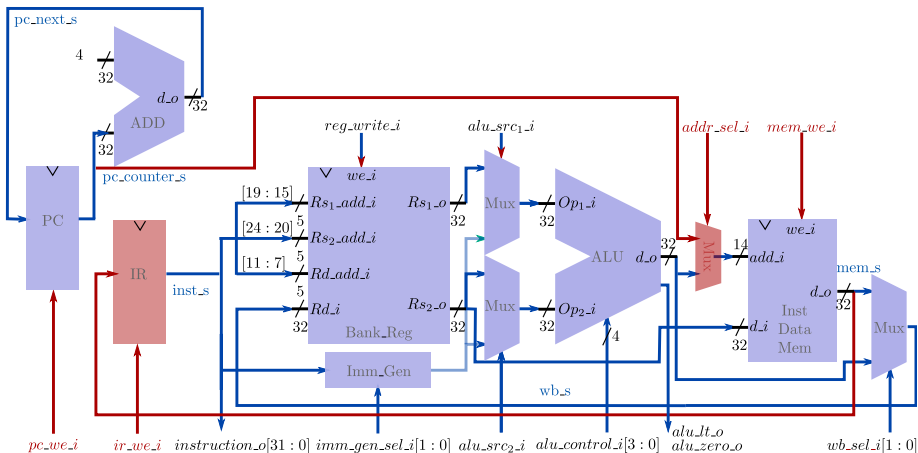 pc_next_s
4
32
d_o
32
ADD
32
pc_counter_s
reg_write_i
alu_src1_i
addr_sel_i
mem_we_i
PC
IR
inst_s
[19 : 15]
[24 : 20]
[11 : 7]
5
5
5
32
we_i
Rs1_add_i
Rs2_add_i
Rd_add_i
Rd_i
Rs1_o
32
Rs2_o
32
Bank_Reg
Imm_Gen
Mux
Mux
32
32
Op1_i
Op2_i
ALU
d_o
32
4
Mux
14
we_i
add_i
d_o
32
d_i
32
Inst
Data
Mem
mem_s
Mux
wb_s
pc_we_i
ir_we_i
instruction_o[31 : 0]
imm_gen_sel_i[1 : 0]
alu_src2_i
alu_control_i[3 : 0]
alu_lt_o
alu_zero_o
wb_sel_i[1 : 0]